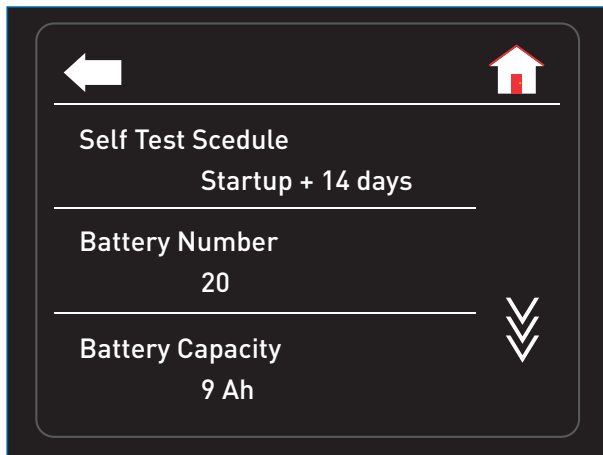 Self Test Scedule
Startup + 14 days
Battery Number
20
Battery Capacity
9 Ah